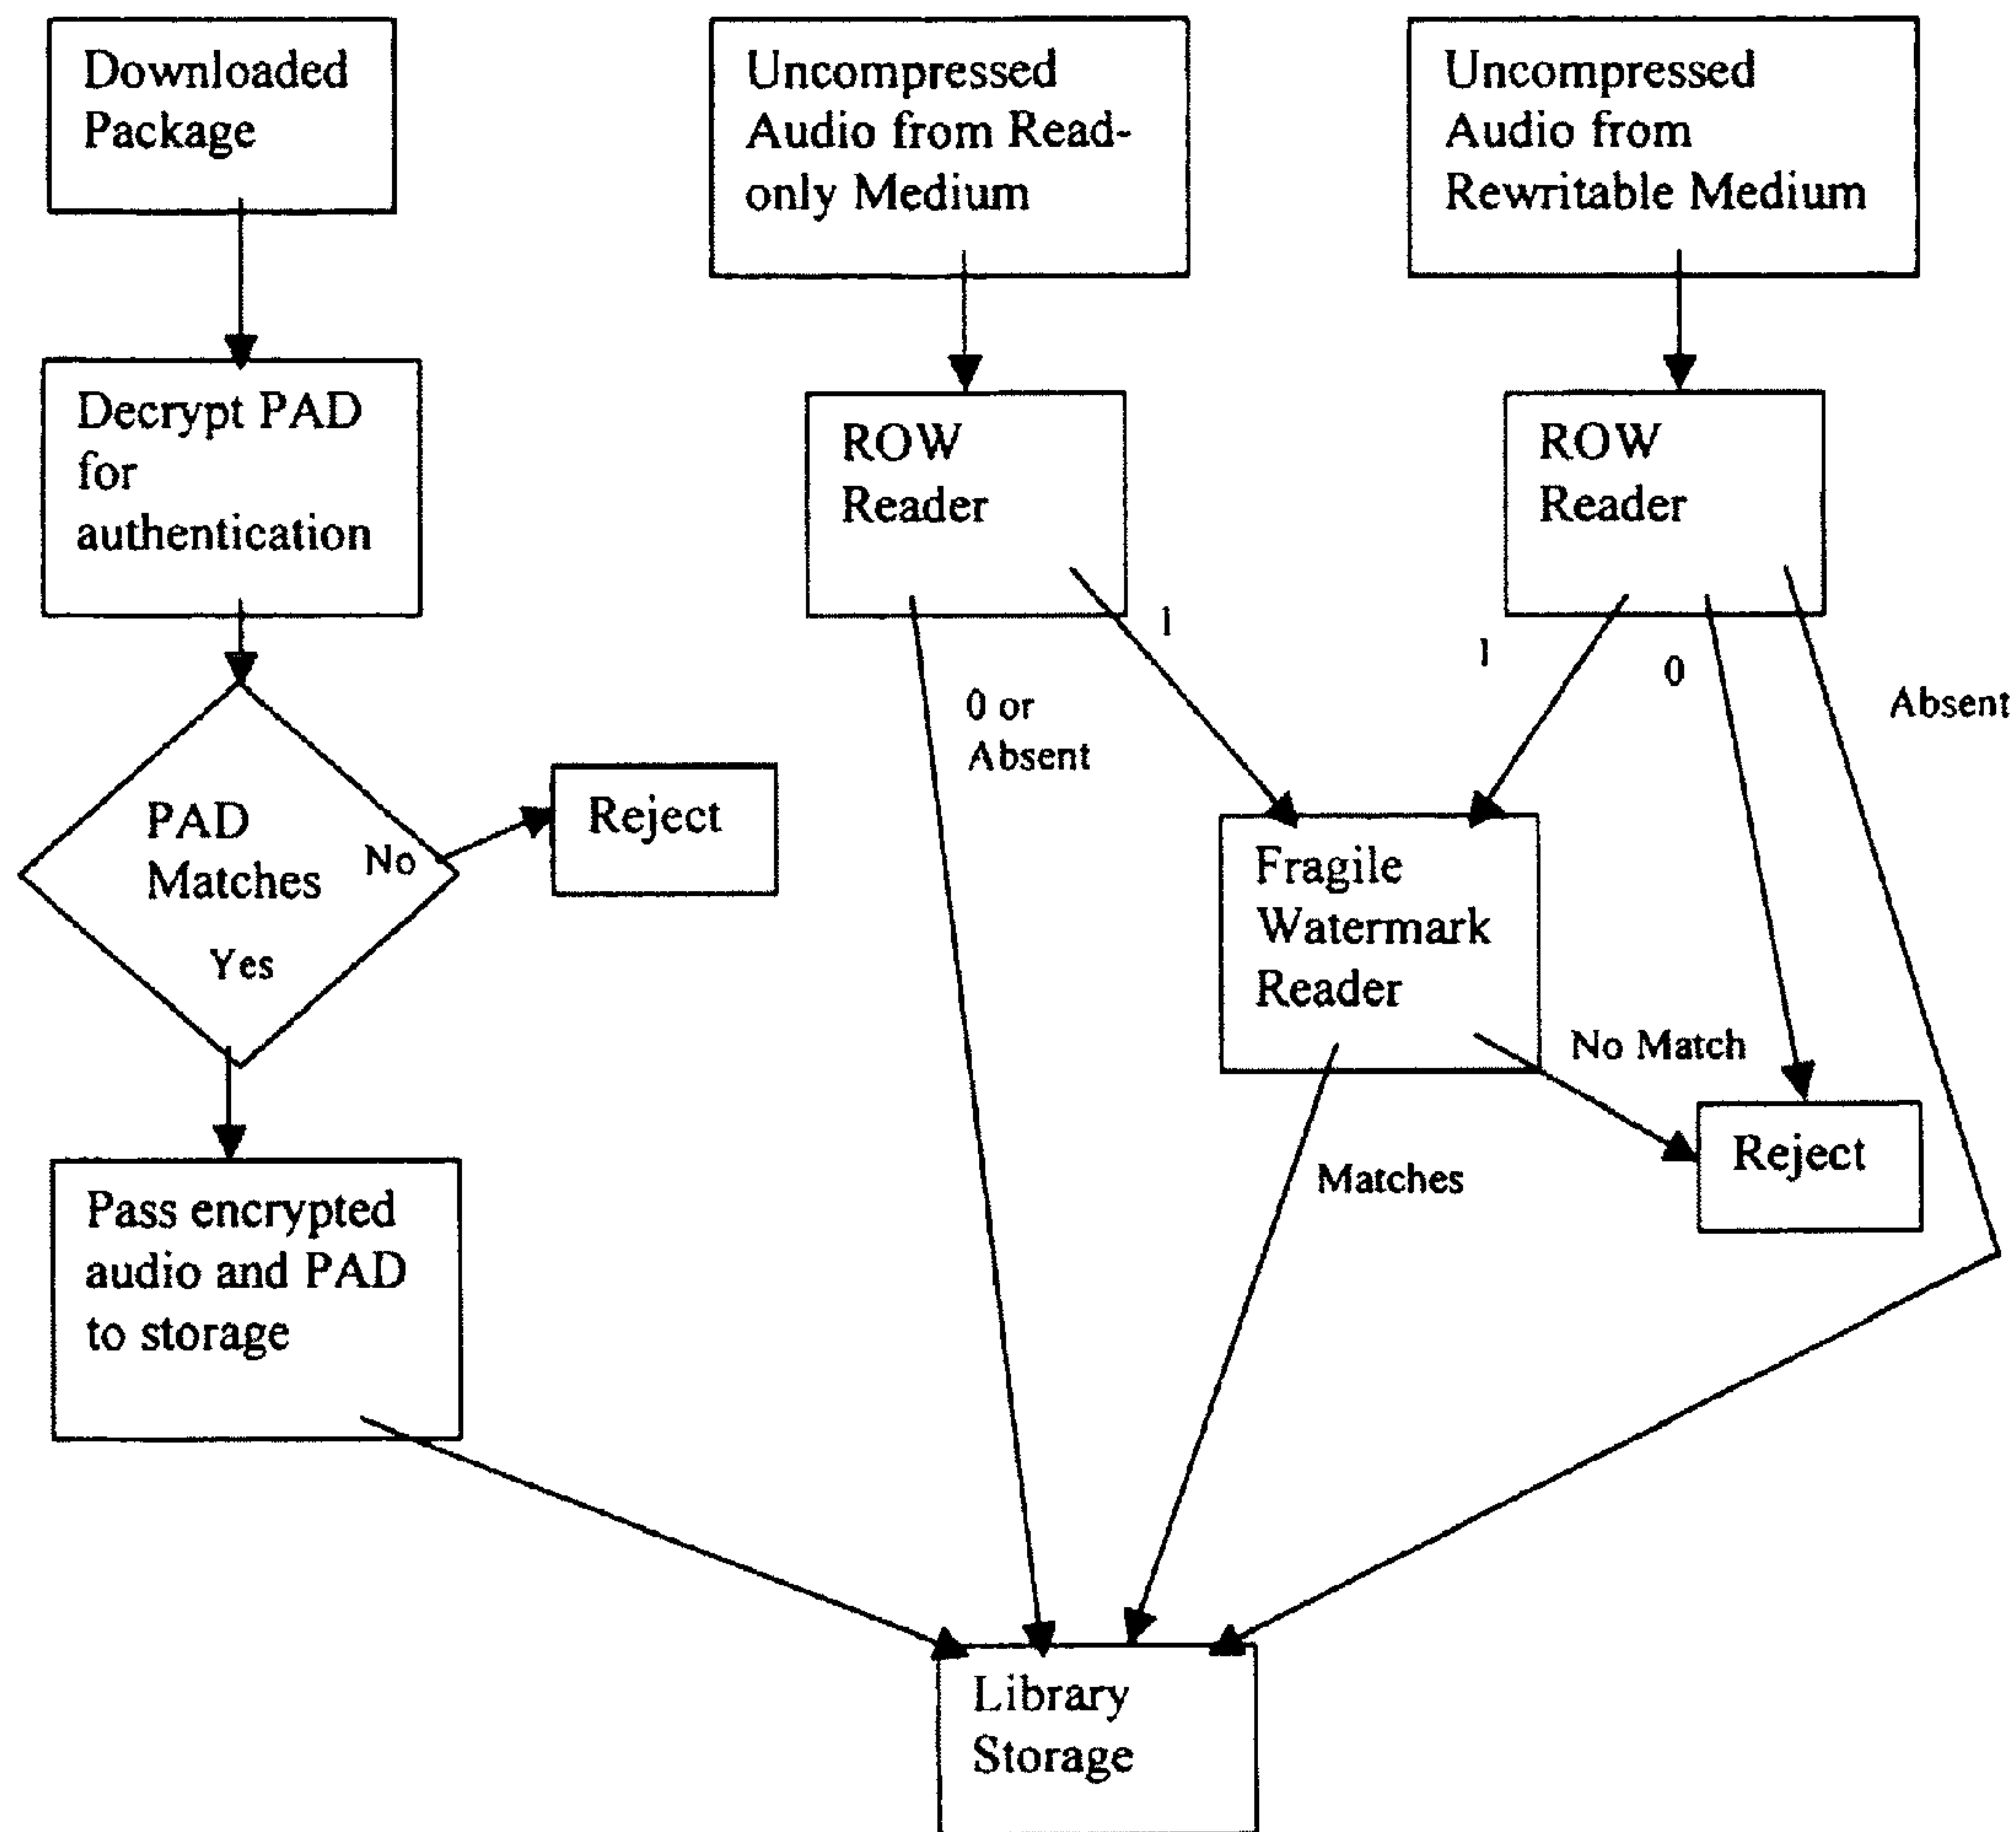 Downloaded
Package
Uncompressed
Audio from Read-
only Medium
Uncompressed
Audio from
Rewritable Medium
Decrypt PAD
for
authentication
ROW
Reader
ROW
Reader
1
0 or
Absent
1
0
Absent
PAD
Matches
No
Yes
Reject
Fragile
Watermark
Reader
No Match
Matches
Reject
Pass encrypted
audio and PAD
to storage
Library
Storage